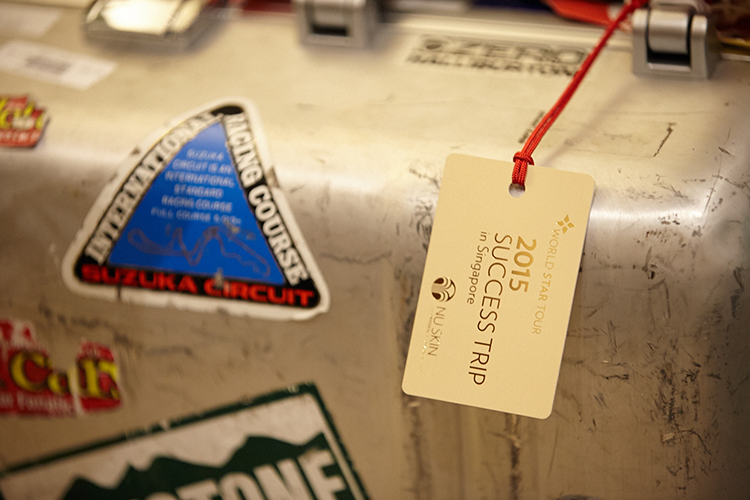 INTERNATIONAL RACING COURSE
SUZUKA
CIRCUIT IS AN
INTERNATIONAL
STANDARD
RACING COURSE
SUZUKA CIRCUIT
ZERO
HALLIBURTON
WORLD STAR TOUR
2015
SUCCESS TRIP
in Singapore
NU SKIN